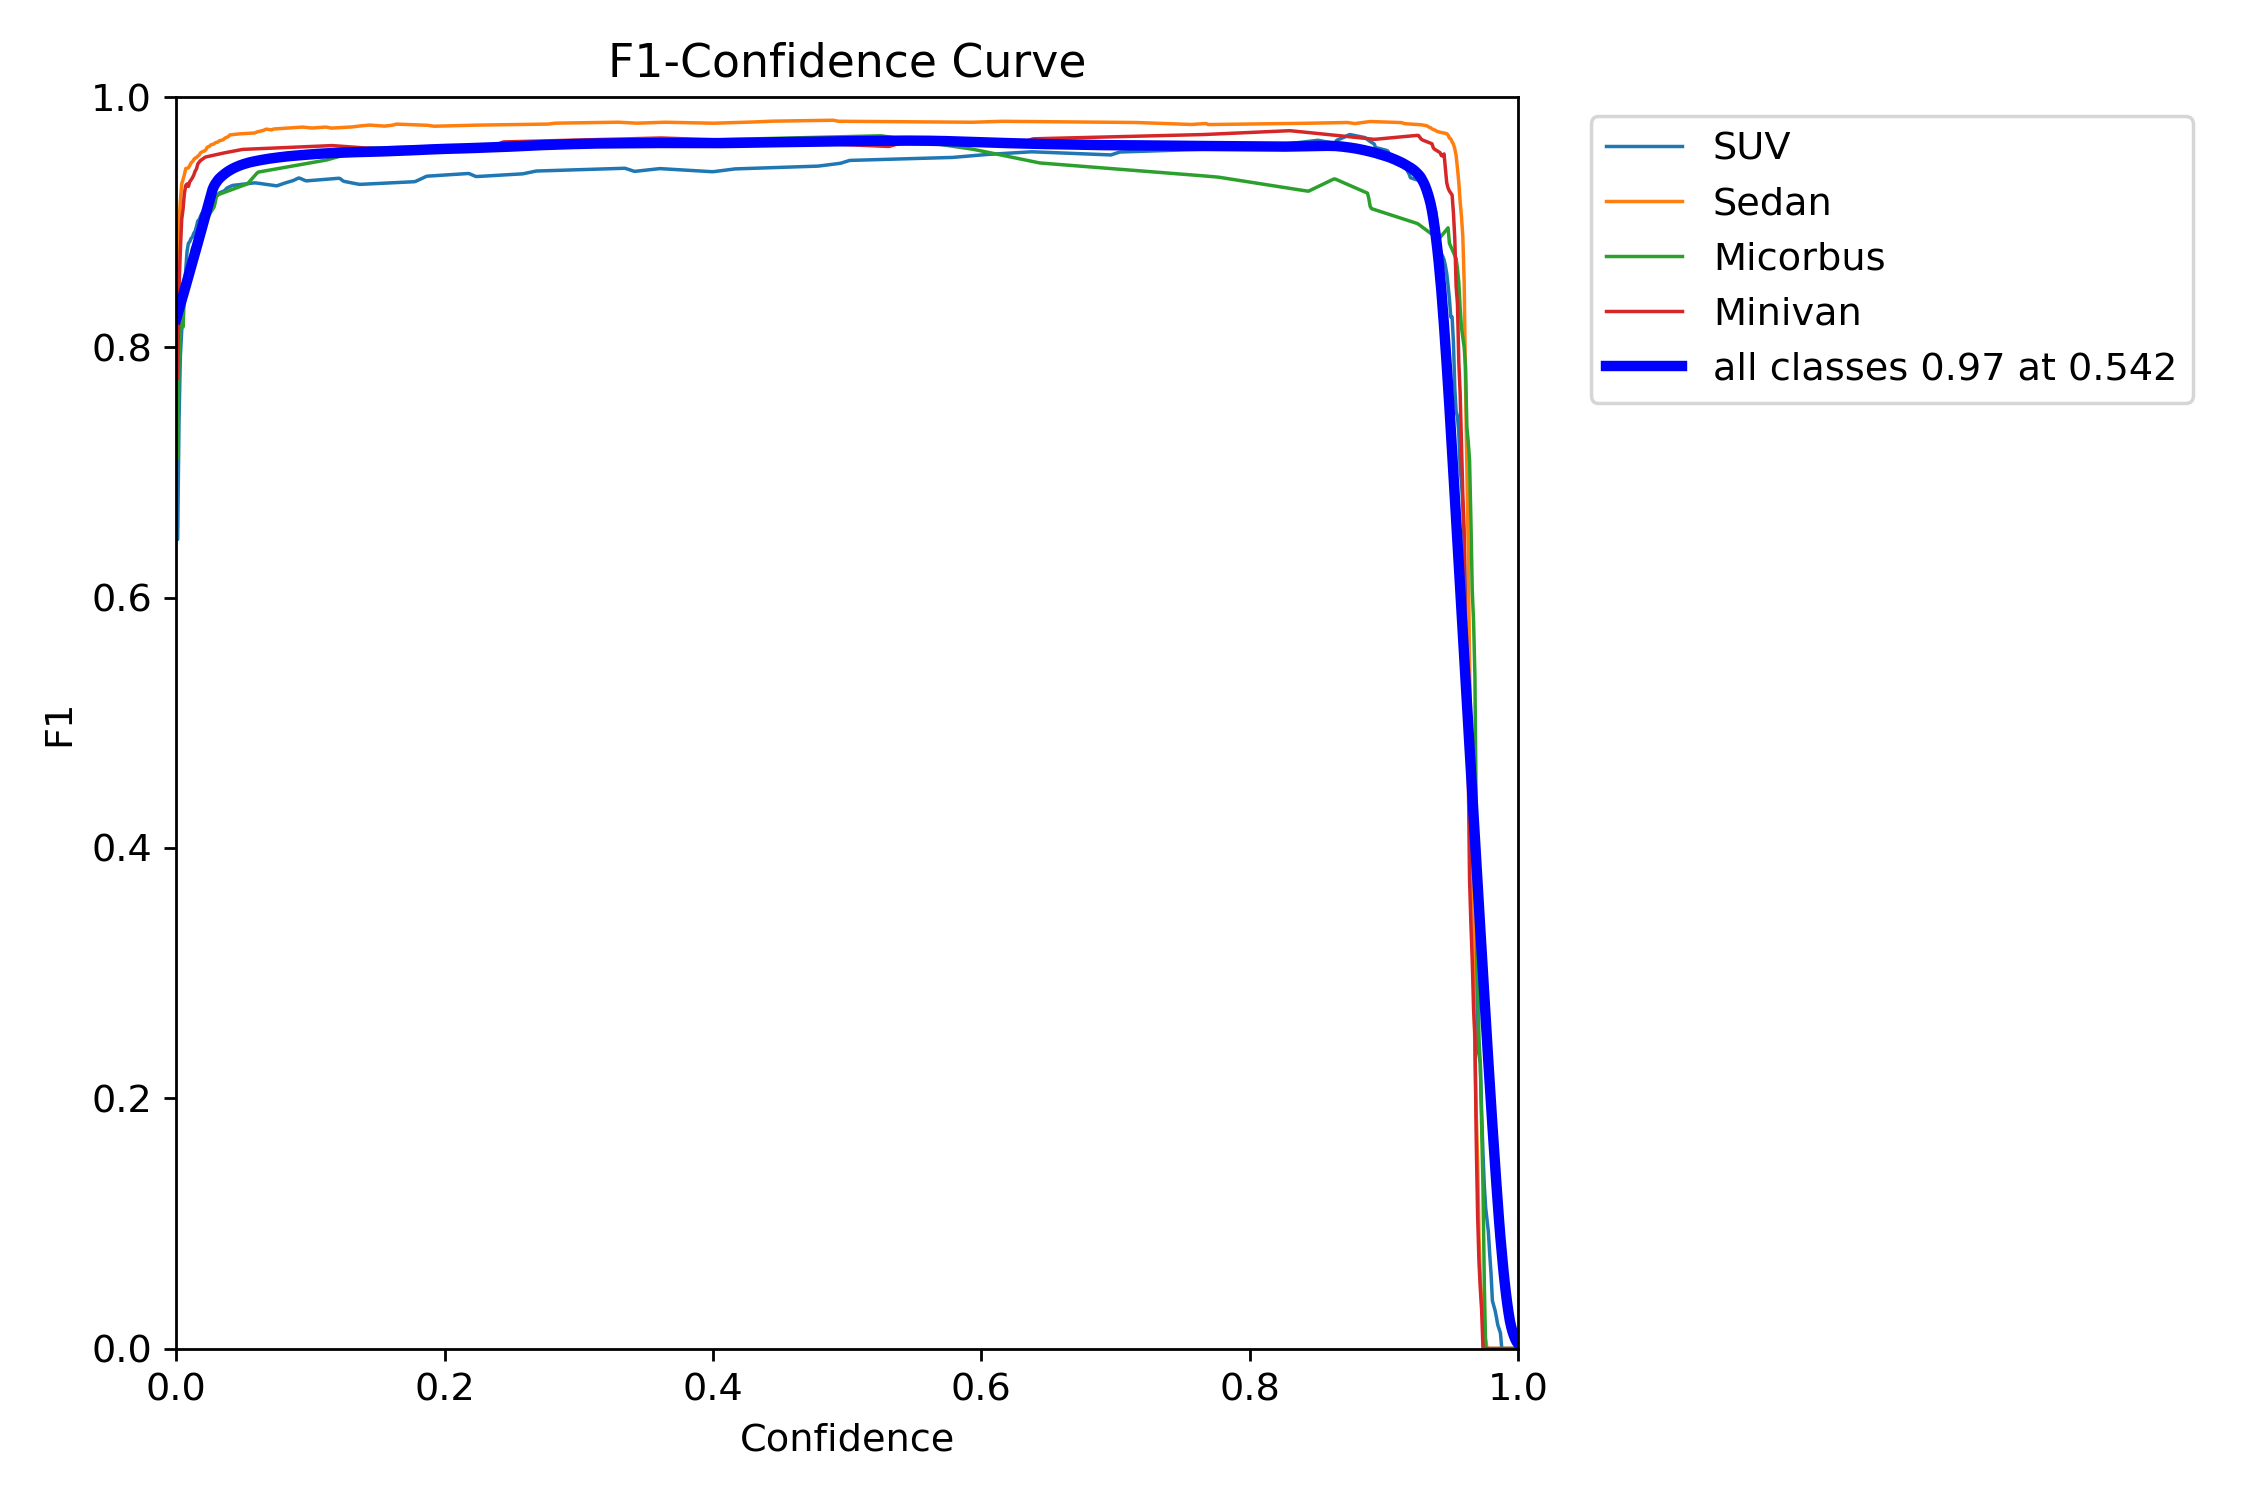 F1-Confidence Curve
1.0
0.8
0.6
0.4
0.2
0.0
F1
0.0 0.2 0.4 0.6 0.8 1.0
Confidence
SUV
Sedan
Micorbus
Minivan
all classes 0.97 at 0.542